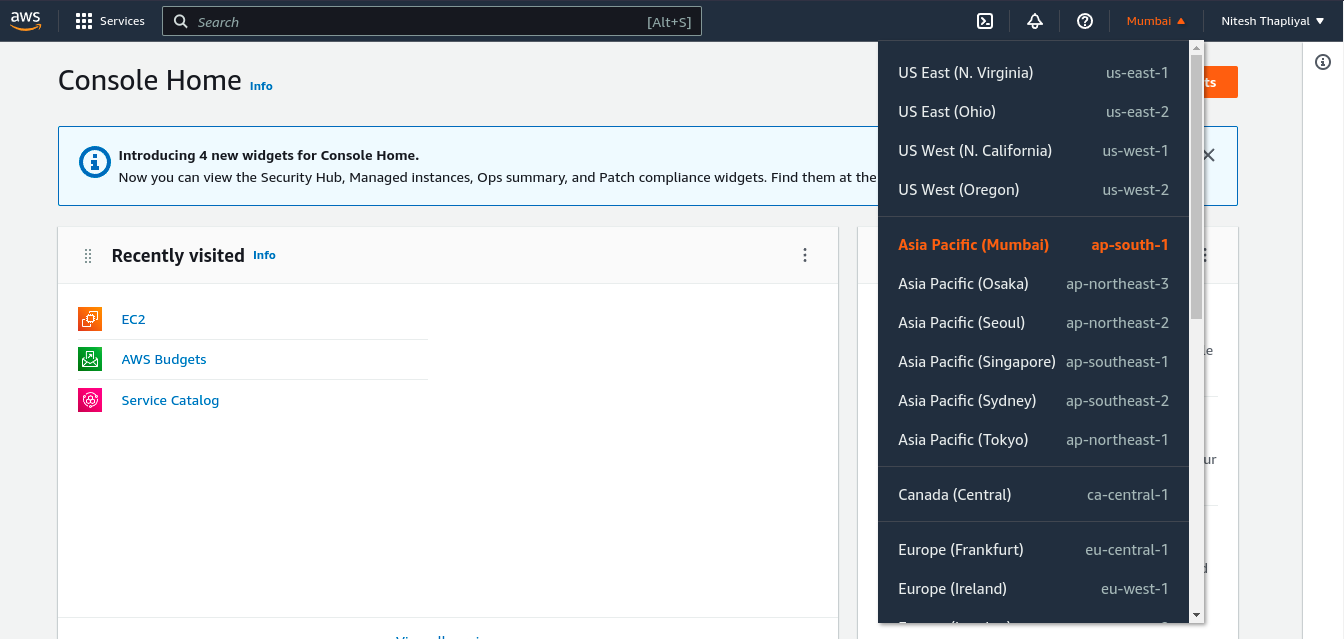 aws
Services
Search
[Alt+S]
Mumbai
Nitesh Thapliyal
Console Home Info
Introducing 4 new widgets for Console Home.
Now you can view the Security Hub, Managed instances, Ops summary, and Patch compliance widgets. Find them at the
Recently visited Info
EC2
AWS Budgets
Service Catalog
US East (N. Virginia) us-east-1
US East (Ohio) us-east-2
US West (N. California) us-west-1
US West (Oregon) us-west-2
Asia Pacific (Mumbai) ap-south-1
Asia Pacific (Osaka) ap-northeast-3
Asia Pacific (Seoul) ap-northeast-2
Asia Pacific (Singapore) ap-southeast-1
Asia Pacific (Sydney) ap-southeast-2
Asia Pacific (Tokyo) ap-northeast-1
Canada (Central) ca-central-1
Europe (Frankfurt) eu-central-1
Europe (Ireland) eu-west-1